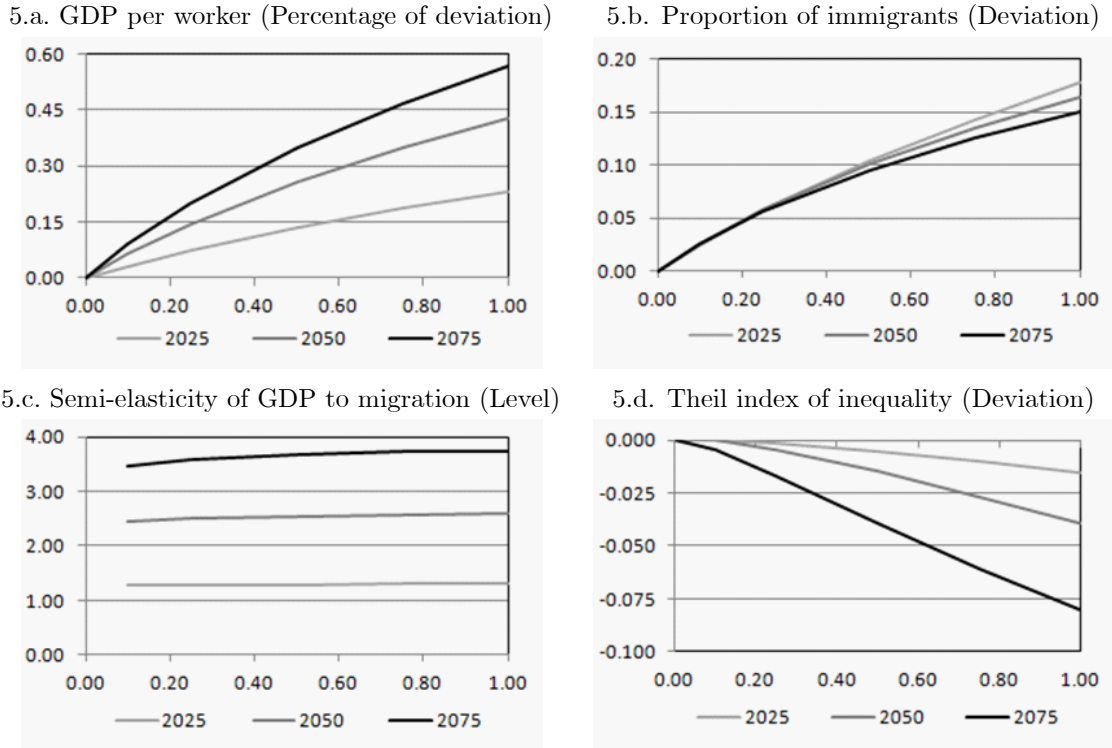 5.a. GDP per worker (Percentage of deviation)
0.60
0.45
0.30
0.15
0.00
0.00 0.20 0.40 0.60 0.80 1.00
2025 2050 2075
5.b. Proportion of immigrants (Deviation)
0.20
0.15
0.10
0.05
0.00
0.00 0.20 0.40 0.60 0.80 1.00
2025 2050 2075
5.c. Semi-elasticity of GDP to migration (Level)
4.00
3.00
2.00
1.00
0.00
0.00 0.20 0.40 0.60 0.80 1.00
2025 2050 2075
5.d. Theil index of inequality (Deviation)
0.000
-0.025
-0.050
-0.075
-0.100
0.00 0.20 0.40 0.60 0.80 1.00
2025 2050 2075